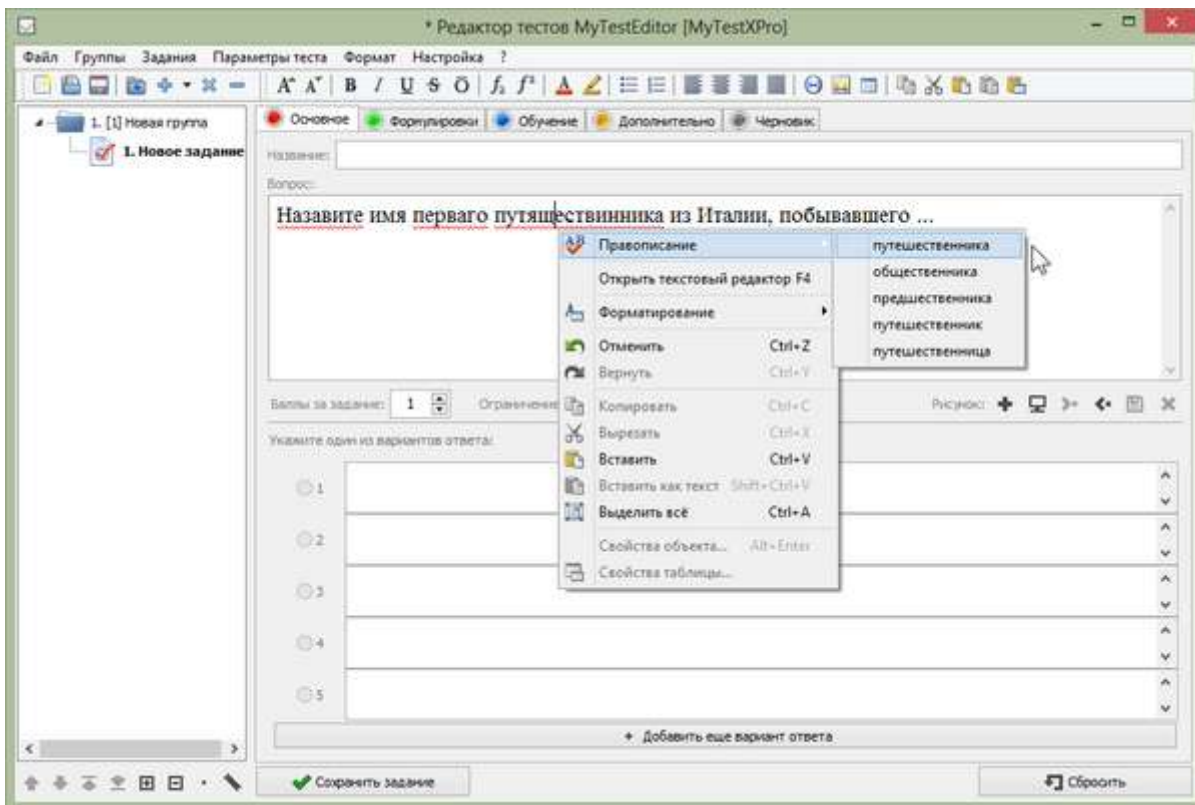 * Редактор тестов MyTestEditor [MyTestXPro]
Файл Группы Задания Параметры теста Формат Настройка ?
1. [1] Новая группа
1. Новое задание
Основное Формулировки Обучение Дополнительно Черновик
Название:
Вопрос:
Назавите имя перваго путяществинника из Италии, побывавшего ...
Правописание
Открыть текстовый редактор F4
Форматирование
Отменить Ctrl+Z
Вернуть Ctrl+Y
Копировать Ctrl+C
Вырезать Ctrl+X
Вставить Ctrl+V
Вставить как текст Shift+Ctrl+V
Выделить всё Ctrl+A
Свойства объекта... Alt+Enter
Свойства таблицы...
путешественника
общественника
предшественника
путешественник
путешественница
Баллы за задание: 1 Ограничение Рисунок:
Укажите один из вариантов ответа:
1
2
3
4
5
+ Добавить еще вариант ответа
Сохранить задание Сбросить